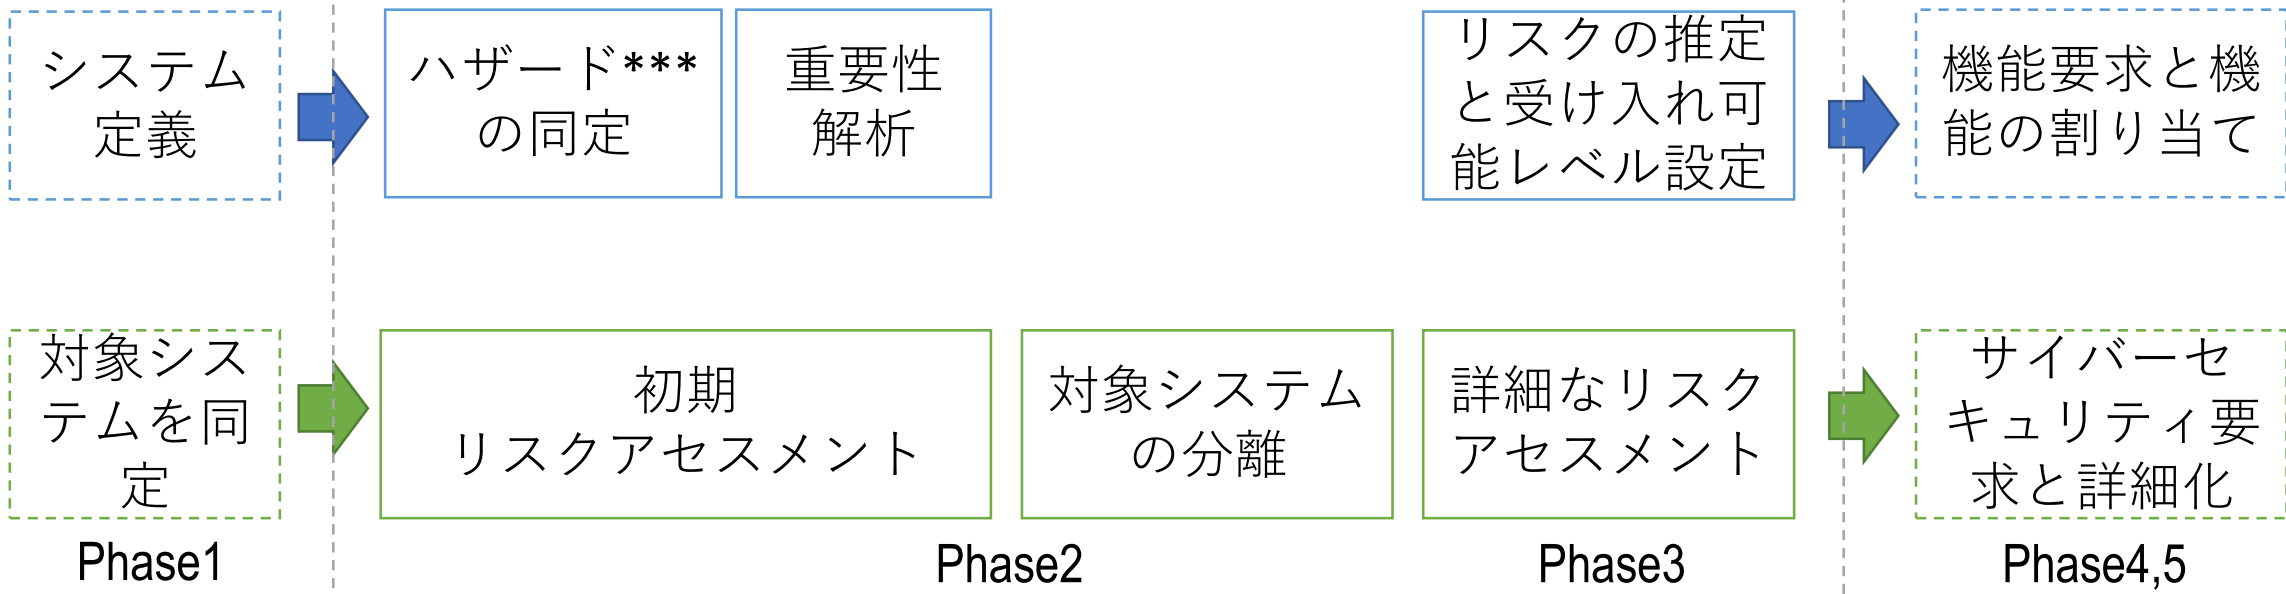 システム
定義
ハザード***
の同定
重要性
解析
リスクの推定
と受け入れ可
能レベル設定
機能要求と機
能の割り当て
対象シス
テムを同
定
初期
リスクアセスメント
対象システム
の分離
詳細なリスク
アセスメント
サイバーセ
キュリティ要
求と詳細化
Phase1
Phase2
Phase3
Phase4,5